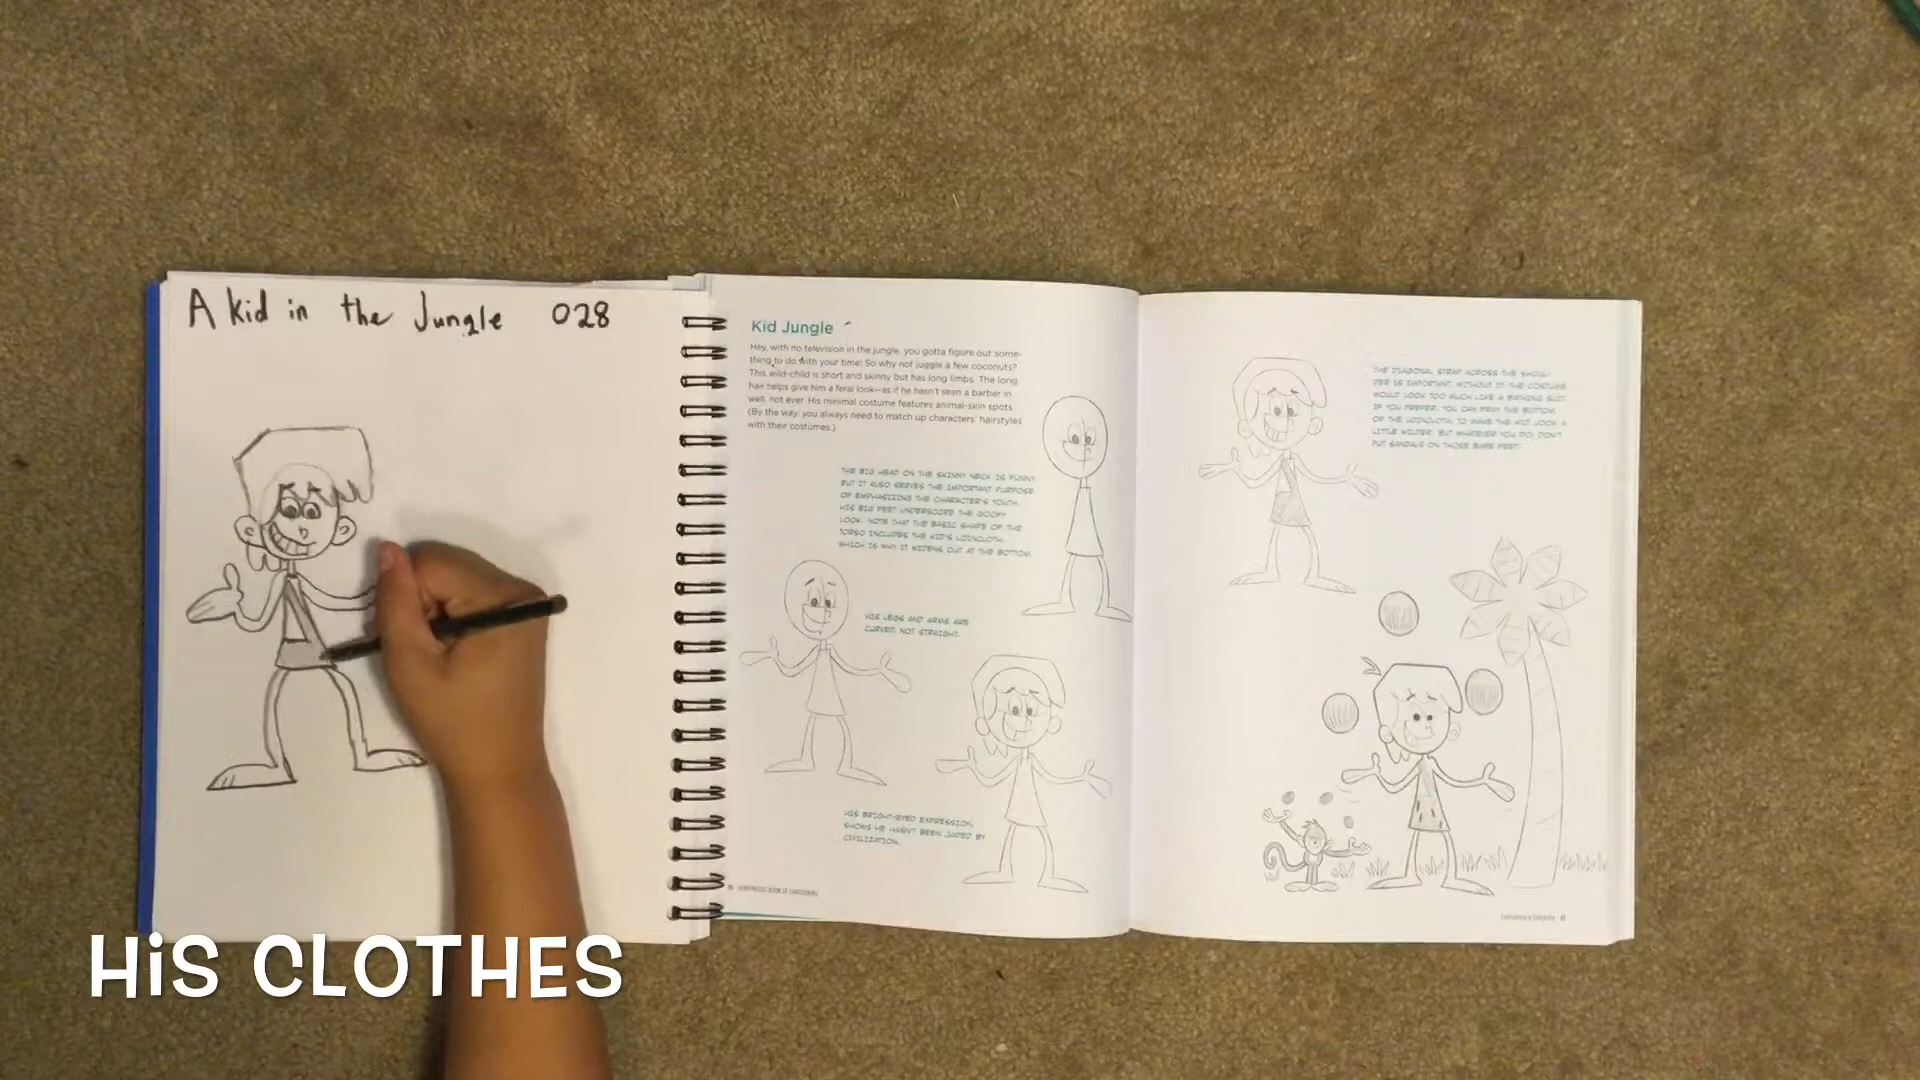 A kid in the Jungle 028
Kid Jungle
Hey, with no television in the jungle, you gotta figure out some-
thing to do with your time! So why not juggle a few coconuts?
This wild-child is short and skinny but has long limbs. The long
hair helps give him a feral look—as if he hasn't seen a barber in
well, not ever. His minimal costume features animal-skin spots
(By the way, you always need to match up characters' hairstyles
with their costumes.)
THE BIG HEAD ON THE SKINNY NECK IS FUNNY
BUT IT ALSO SERVES THE IMPORTANT PURPOSE
OF EMPHASIZING THE CHARACTER'S YOUTH.
HIS BIG FEET UNDERSCORE THE GOOFY
LOOK. NOTE THAT THE BASIC SHAPE OF THE
TORSO INCLUDES THE KID'S LOINCLOTH,
WHICH IS WHY IT WIDENS OUT AT THE BOTTOM.
HIS LEGS AND ARMS ARE
CURVED, NOT STRAIGHT.
HIS BRIGHT-EYED EXPRESSION,
SHOWS HE HASN'T BEEN JADED BY
CIVILIZATION.
THE DIAGONAL STRAP ACROSS THE SHOUL-
DER IS IMPORTANT. WITHOUT IT THE COSTUME
WOULD LOOK TOO MUCH LIKE A BATHING SUIT.
IF YOU PREFER, YOU CAN FRAY THE BOTTOM
OF THE LOINCLOTH, TO MAKE THE KID LOOK A
LITTLE WILDER. BUT WHATEVER YOU DO, DON'T
PUT SANDALS ON THOSE BARE FEET!
HiS CLOTHES